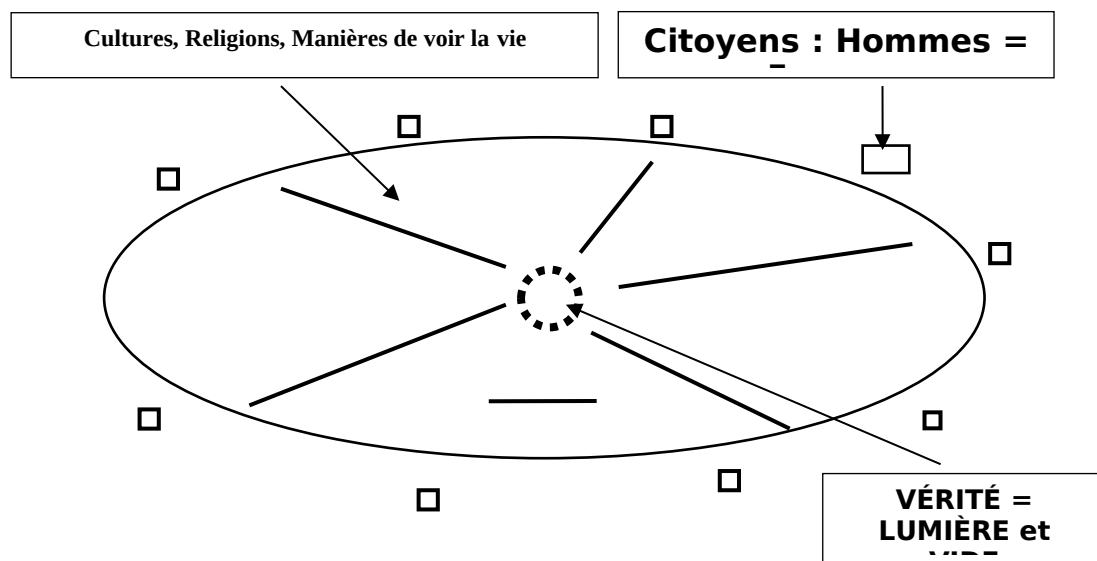 Cultures, Religions, Manières de voir la vie
Citoyens : Hommes =
VÉRITÉ =
LUMIÈRE et